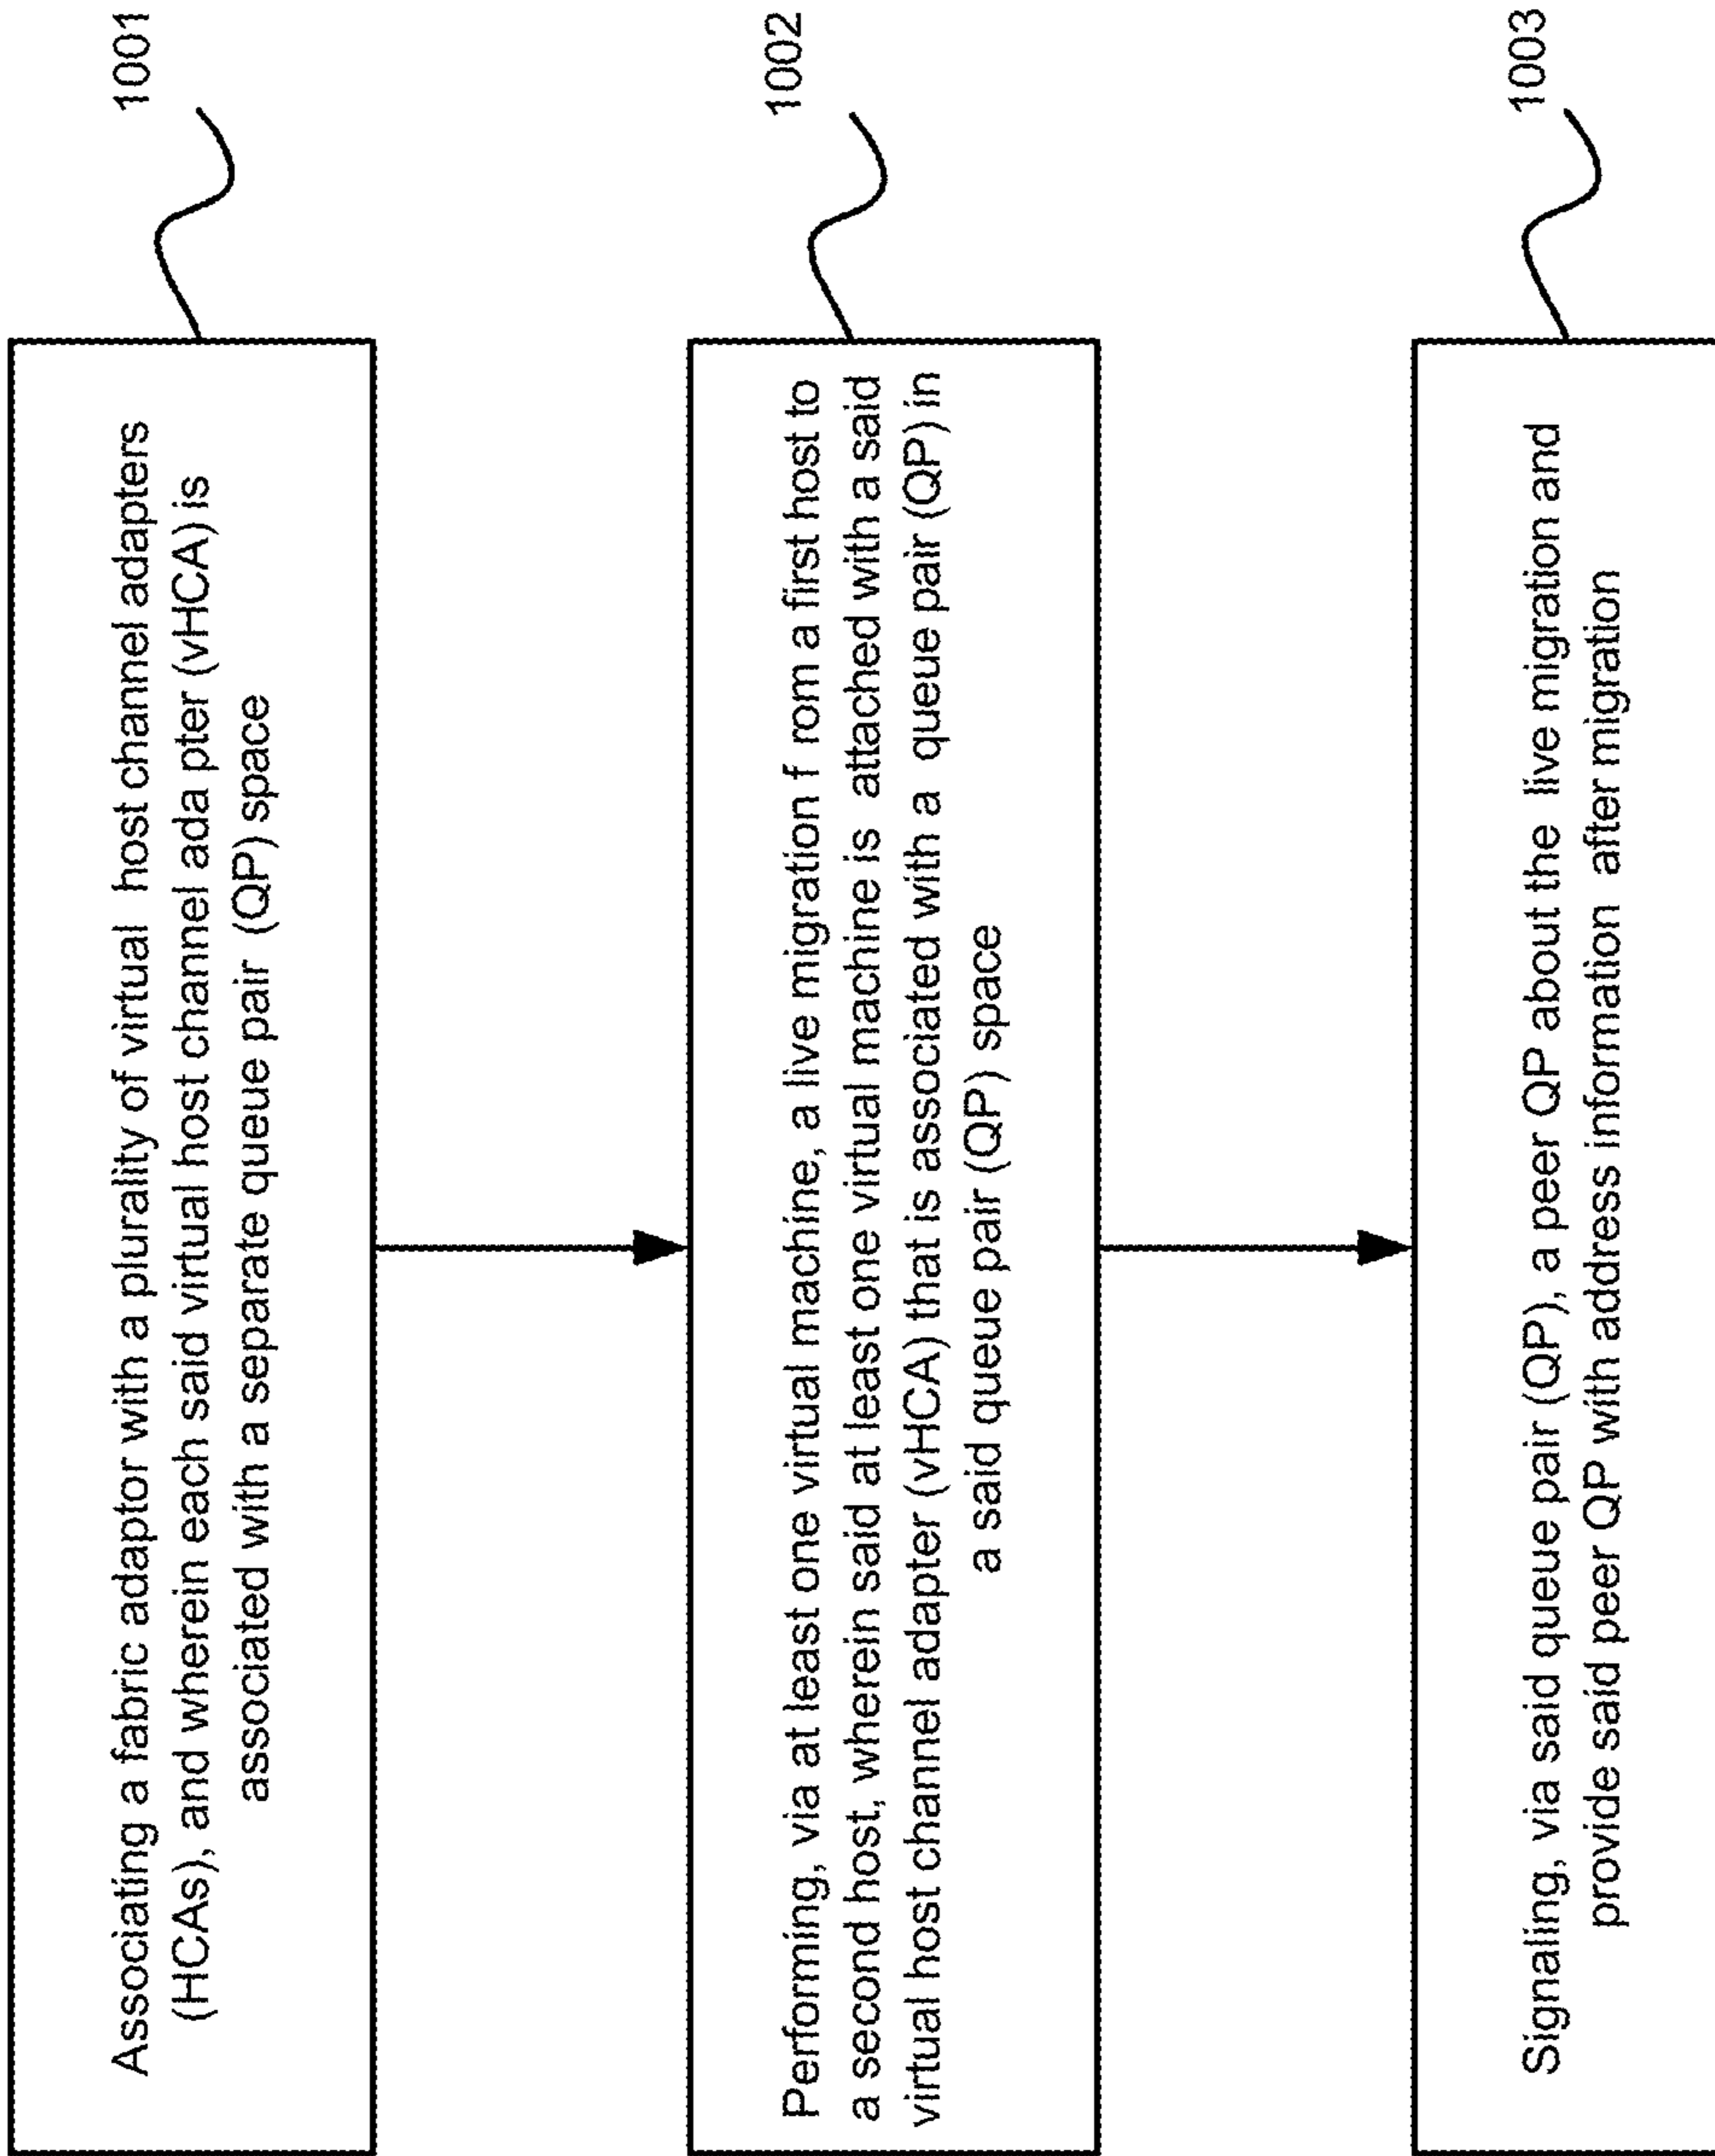 Associating a fabric adaptor with a plurality of virtual host channel adapters
(HCAs), and wherein each said virtual host channel ada pter (vHCA) is
associated with a separate queue pair (QP) space
1001
Performing, via at least one virtual machine, a live migration f rom a first host to
a second host, wherein said at least one virtual machine is attached with a said
virtual host channel adapter (vHCA) that is associated with a queue pair (QP) in
a said queue pair (QP) space
1002
Signaling, via said queue pair (QP), a peer QP about the live migration and
provide said peer QP with address information after migration
1003